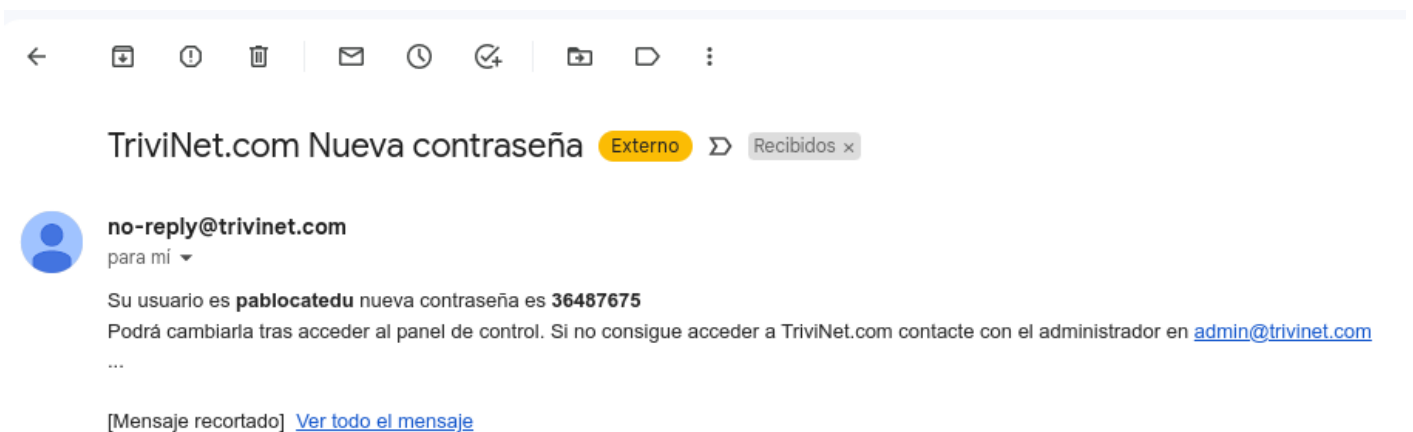 TriviNet.com Nueva contraseña Externo Recibidos ×
no-reply@trivinet.com
para mí
Su usuario es pablocatedu nueva contraseña es 36487675
Podrá cambiarla tras acceder al panel de control. Si no consigue acceder a TriviNet.com contacte con el administrador en admin@trivinet.com
...
[Mensaje recortado] Ver todo el mensaje